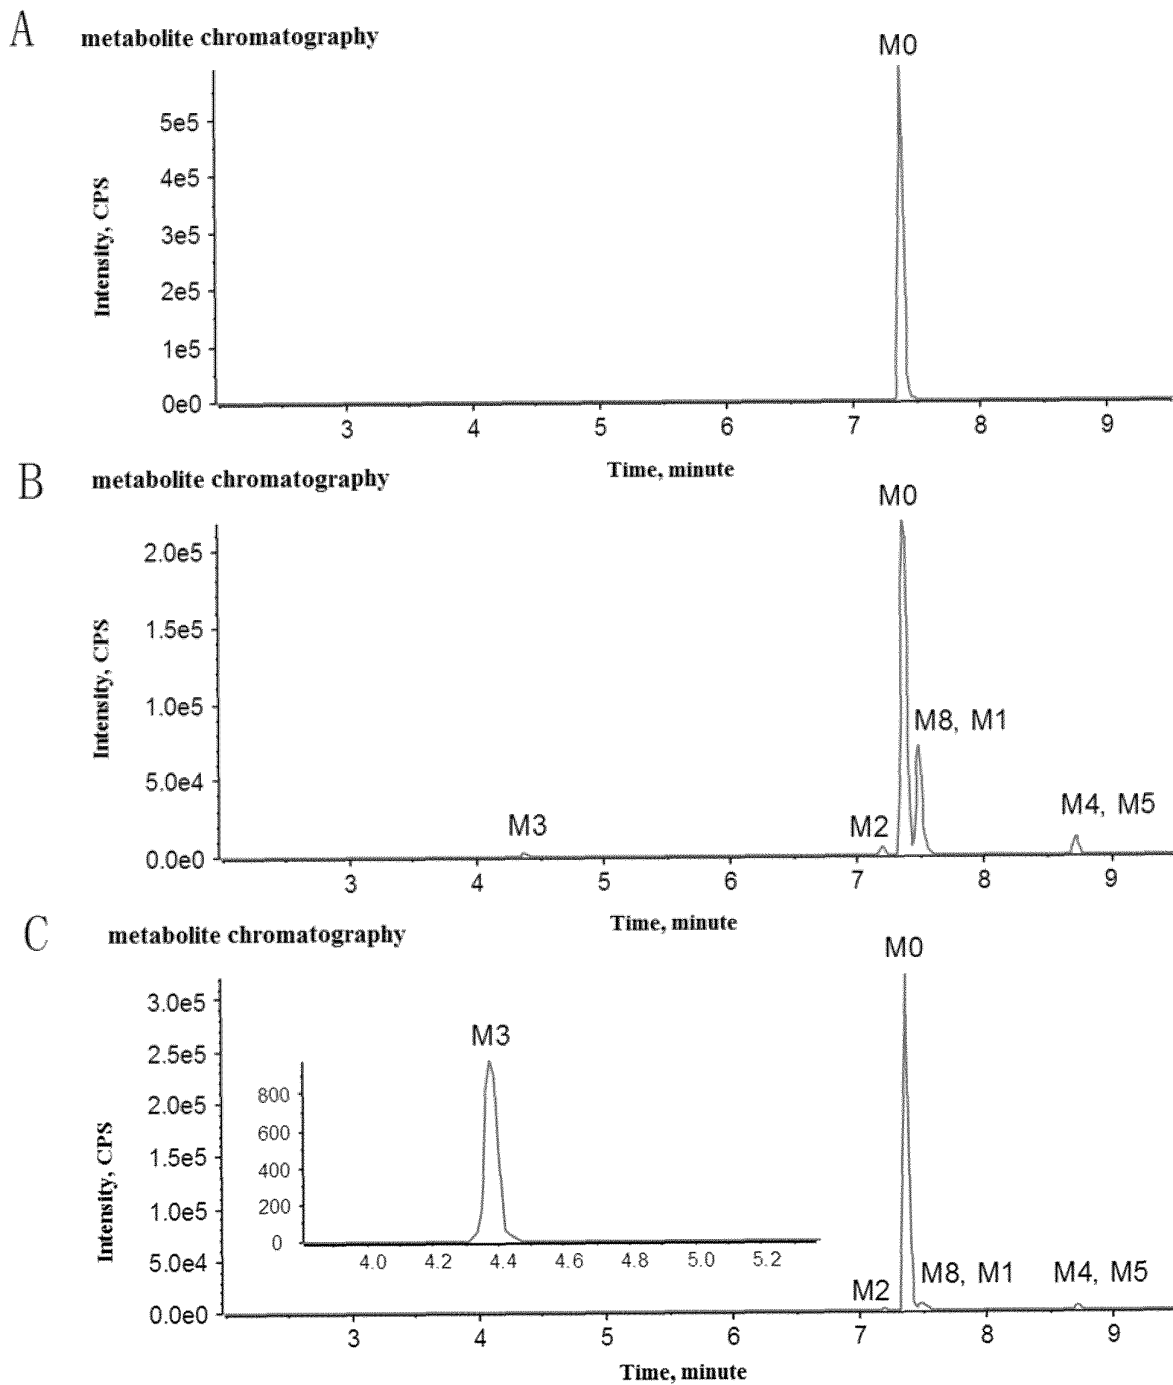 A
metabolite chromatography
M0
5e5
4e5
3e5
2e5
1e5
0e0
Intensity, CPS
3 4 5 6 7 8 9
Time, minute
B
metabolite chromatography
M0
2.0e5
1.5e5
1.0e5
5.0e4
0.0e0
Intensity, CPS
M8, M1
M4, M5
M3
M2
3 4 5 6 7 8 9
Time, minute
C
metabolite chromatography
M0
3.0e5
2.5e5
2.0e5
1.5e5
1.0e5
5.0e4
0.0e0
Intensity, CPS
M3
800
600
400
200
0
4.0 4.2 4.4 4.6 4.8 5.0 5.2
M2
M8, M1
M4, M5
3 4 5 6 7 8 9
Time, minute